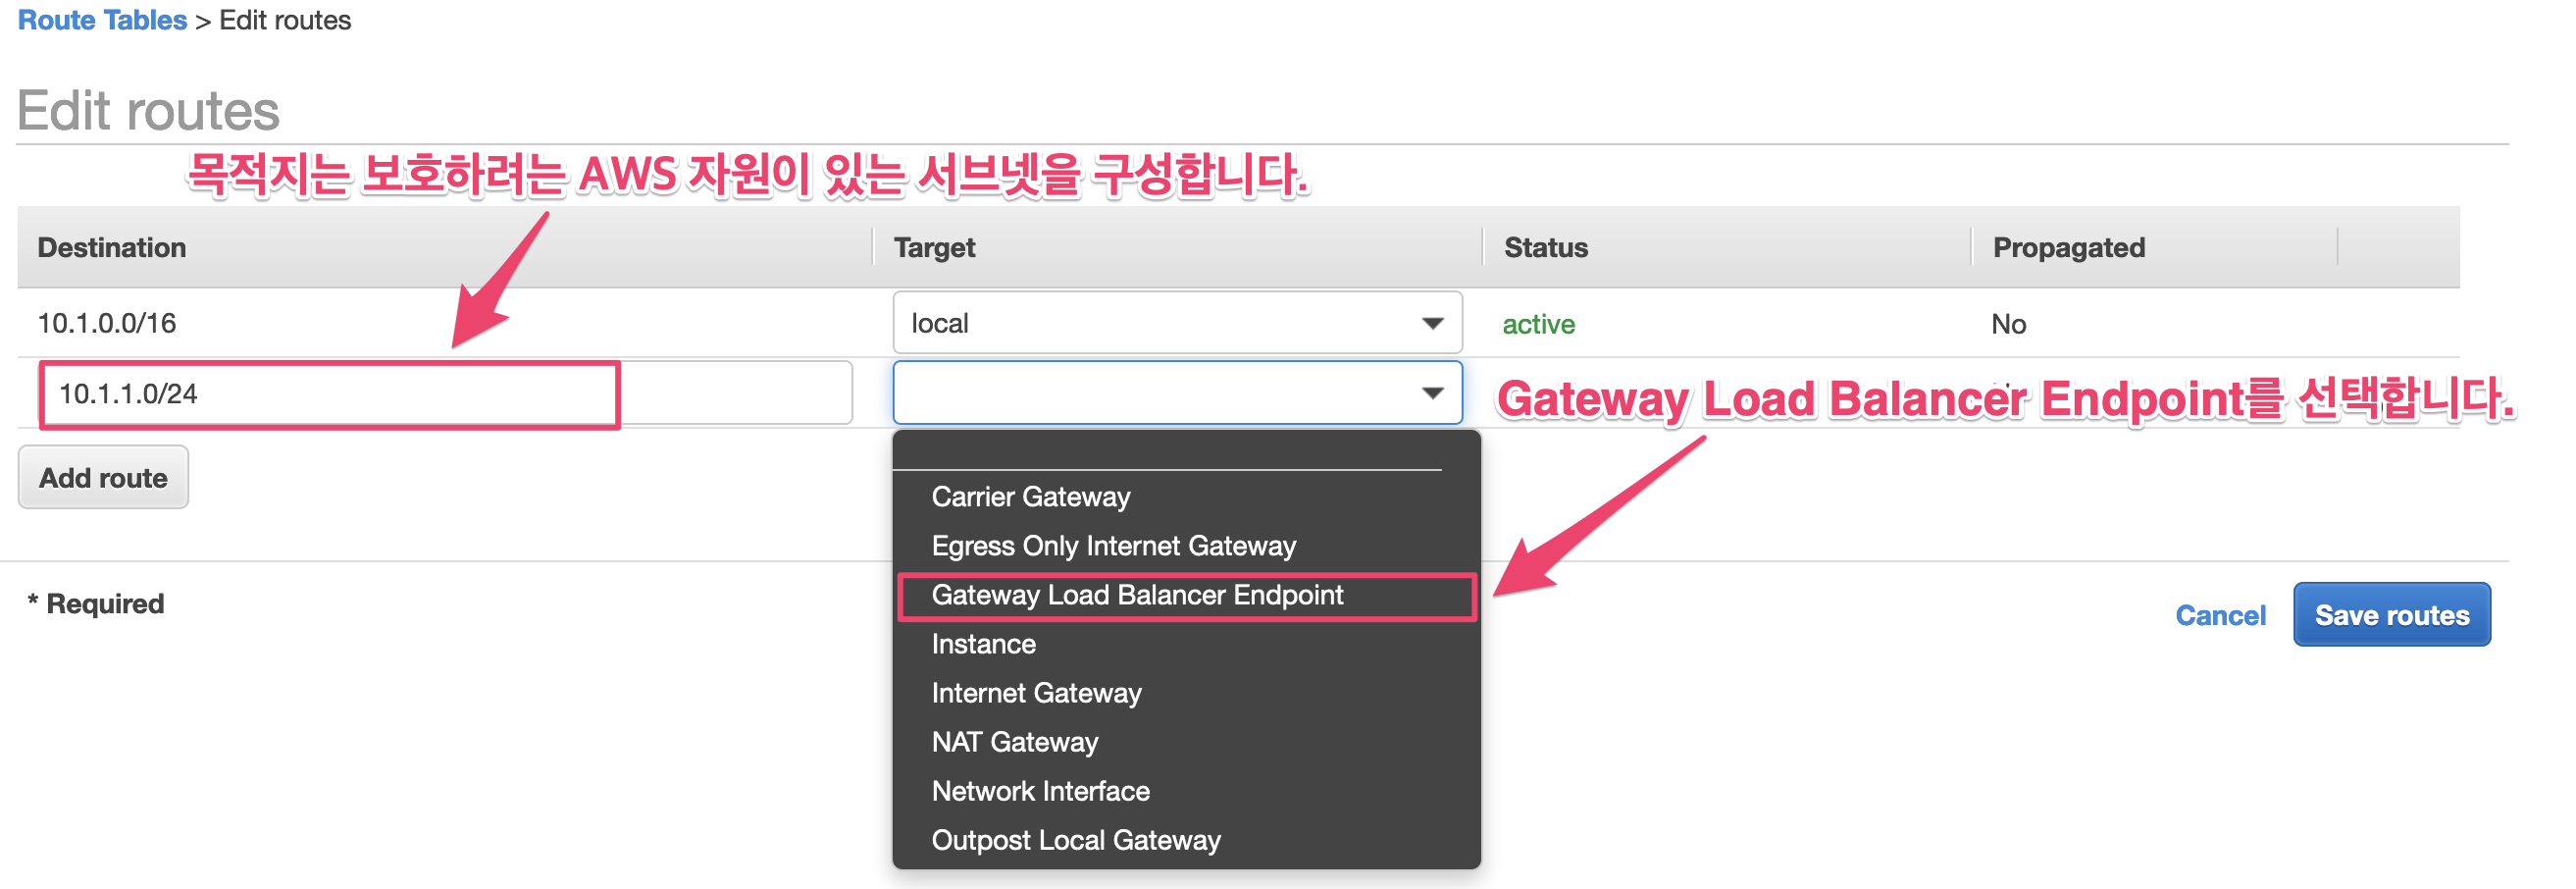 Route Tables > Edit routes
Edit routes
목적지는 보호하려는 AWS 자원이 있는 서브넷을 구성합니다.
Destination Target Status Propagated
10.1.0.0/16 local active No
10.1.1.0/24
Gateway Load Balancer Endpoint를 선택합니다.
Add route
Carrier Gateway
Egress Only Internet Gateway
Gateway Load Balancer Endpoint
Instance
Internet Gateway
NAT Gateway
Network Interface
Outpost Local Gateway
* Required
Cancel Save routes